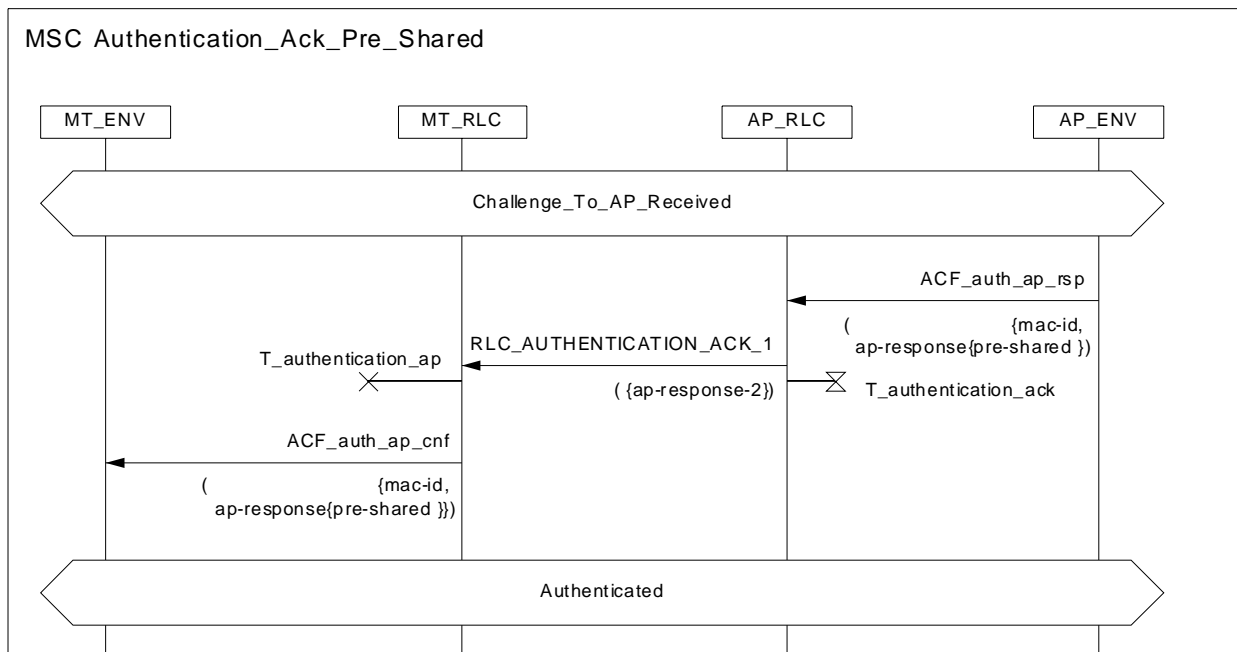 MSC Authentication_Ack_Pre_Shared
MT_ENV
MT_RLC
AP_RLC
AP_ENV
Challenge_To_AP_Received
ACF_auth_ap_rsp
( {mac-id,
ap-response{pre-shared })
RLC_AUTHENTICATION_ACK_1
T_authentication_ap
( {ap-response-2})
T_authentication_ack
ACF_auth_ap_cnf
( {mac-id,
ap-response{pre-shared }})
Authenticated